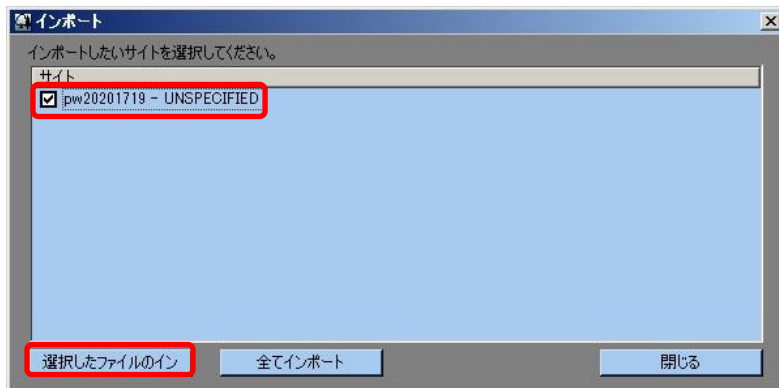 インポート
インポートしたいサイトを選択してください。
サイト
pw20201719 - UNSPECIFIED
選択したファイルのイン
全てインポート
閉じる